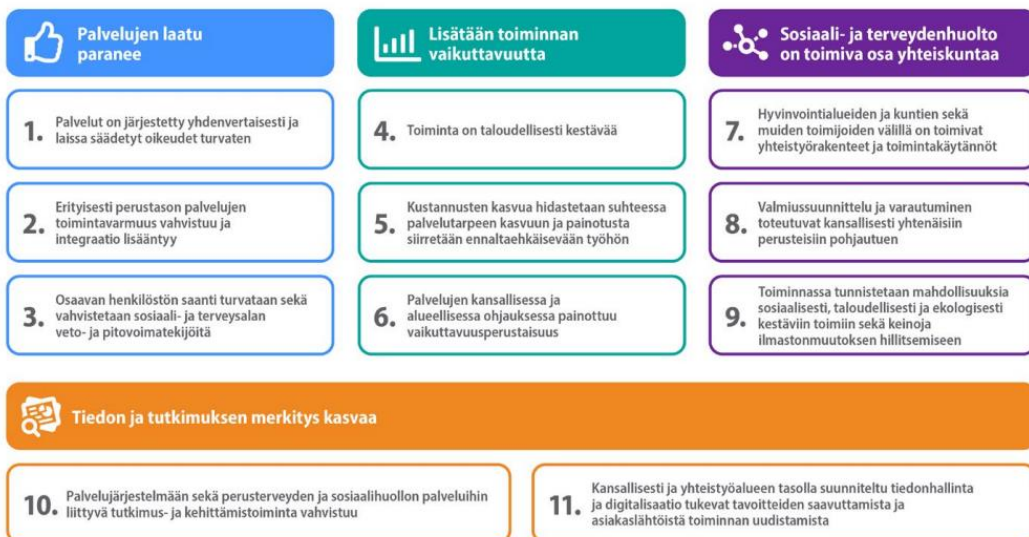 Palvelujen laatu
paranee
1. Palvelut on järjestetty yhdenvertaisesti ja
laissa säädetyt oikeudet turvaten
2. Erityisesti perustason palvelujen
toimintavarmuus vahvistuu ja
integraatio lisääntyy
3. Osaavan henkilöstön saanti turvataan sekä
vahvistetaan sosiaali- ja terveysalan
veto- ja pitovoimatekijöitä
Lisätään toiminnan
vaikuttavuutta
4. Toiminta on taloudellisesti kestävää
5. Kustannusten kasvua hidastetaan suhteessa
palvelutarpeen kasvuun ja painotusta
siirretään ennaltaehkäisevään työhön
6. Palvelujen kansallisessa ja
alueellisessa ohjauksessa painottuu
vaikuttavuusperustaisuus
Sosiaali- ja terveydenhuolto
on toimiva osa yhteiskuntaa
7. Hyvinvointialueiden ja kuntien sekä
muiden toimijoiden välillä on toimivat
yhteistyörakenteet ja toimintakäytännöt
8. Valmiussuunnittelu ja varautuminen
toteutuvat kansallisesti yhtenäisiin
perusteisiin pohjautuen
9. Toiminnassa tunnistetaan mahdollisuuksia
sosiaalisesti, taloudellisesti ja ekologisesti
kestäviin toimiin sekä keinoja
ilmastonmuutoksen hillitsemiseen
Tiedon ja tutkimuksen merkitys kasvaa
10. Palvelujärjestelmään sekä perusterveyden ja sosiaalihuollon palveluihin
liittyvä tutkimus- ja kehittämistoiminta vahvistuu
11. Kansallisesti ja yhteistyöalueen tasolla suunniteltu tiedonhallinta
ja digitalisaatio tukevat tavoitteiden saavuttamista ja
asiakaslähtöistä toiminnan uudistamista